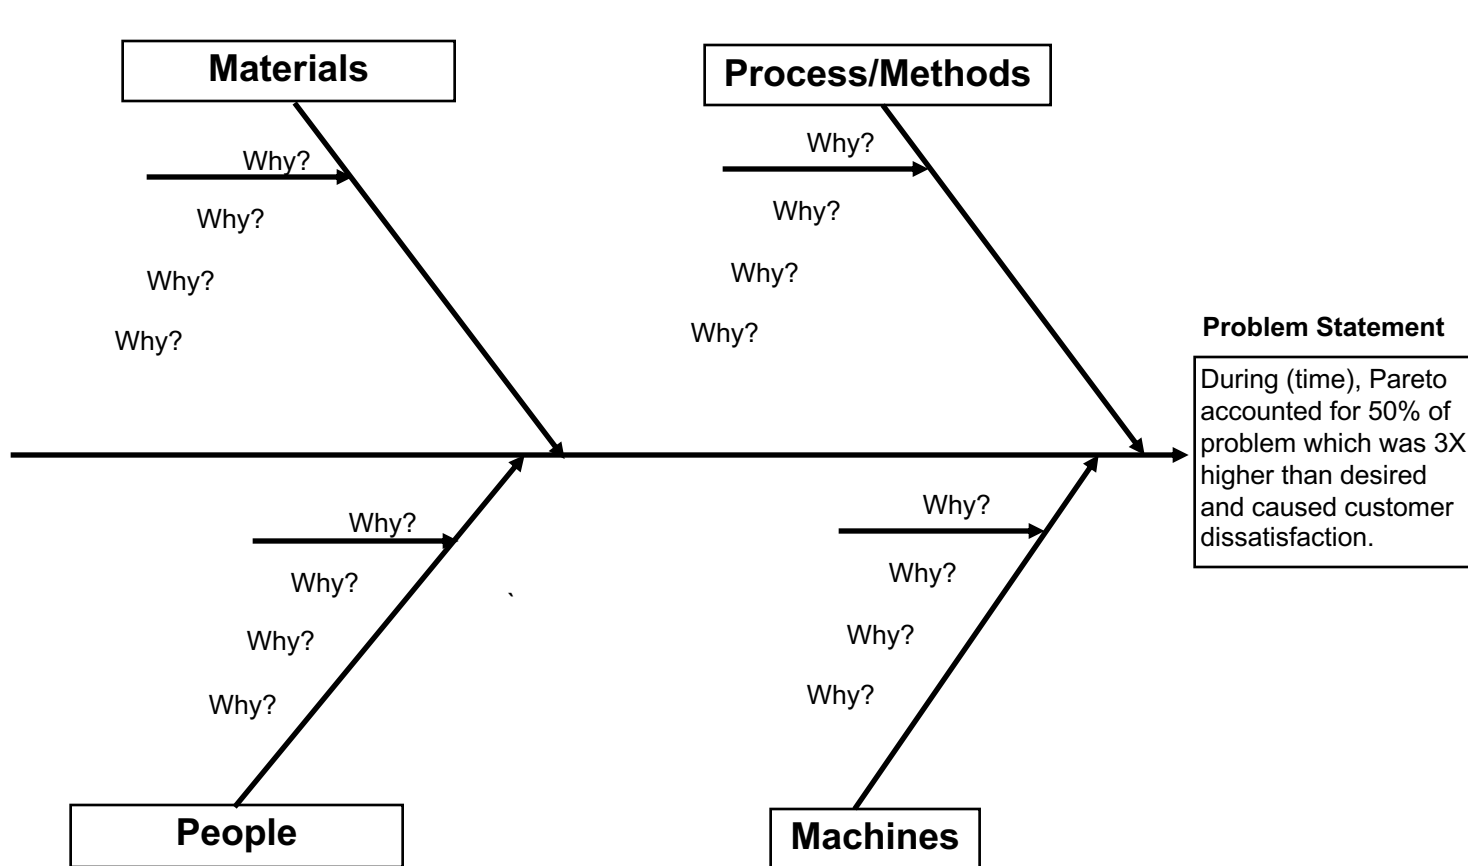 Materials
Process/Methods
Why?
Why?
Why?
Why?
Why?
Why?
Why?
Why?
Problem Statement
During (time), Pareto
accounted for 50% of
problem which was 3X
higher than desired
and caused customer
dissatisfaction.
Why?
Why?
Why?
Why?
`
Why?
Why?
Why?
Why?
People
Machines